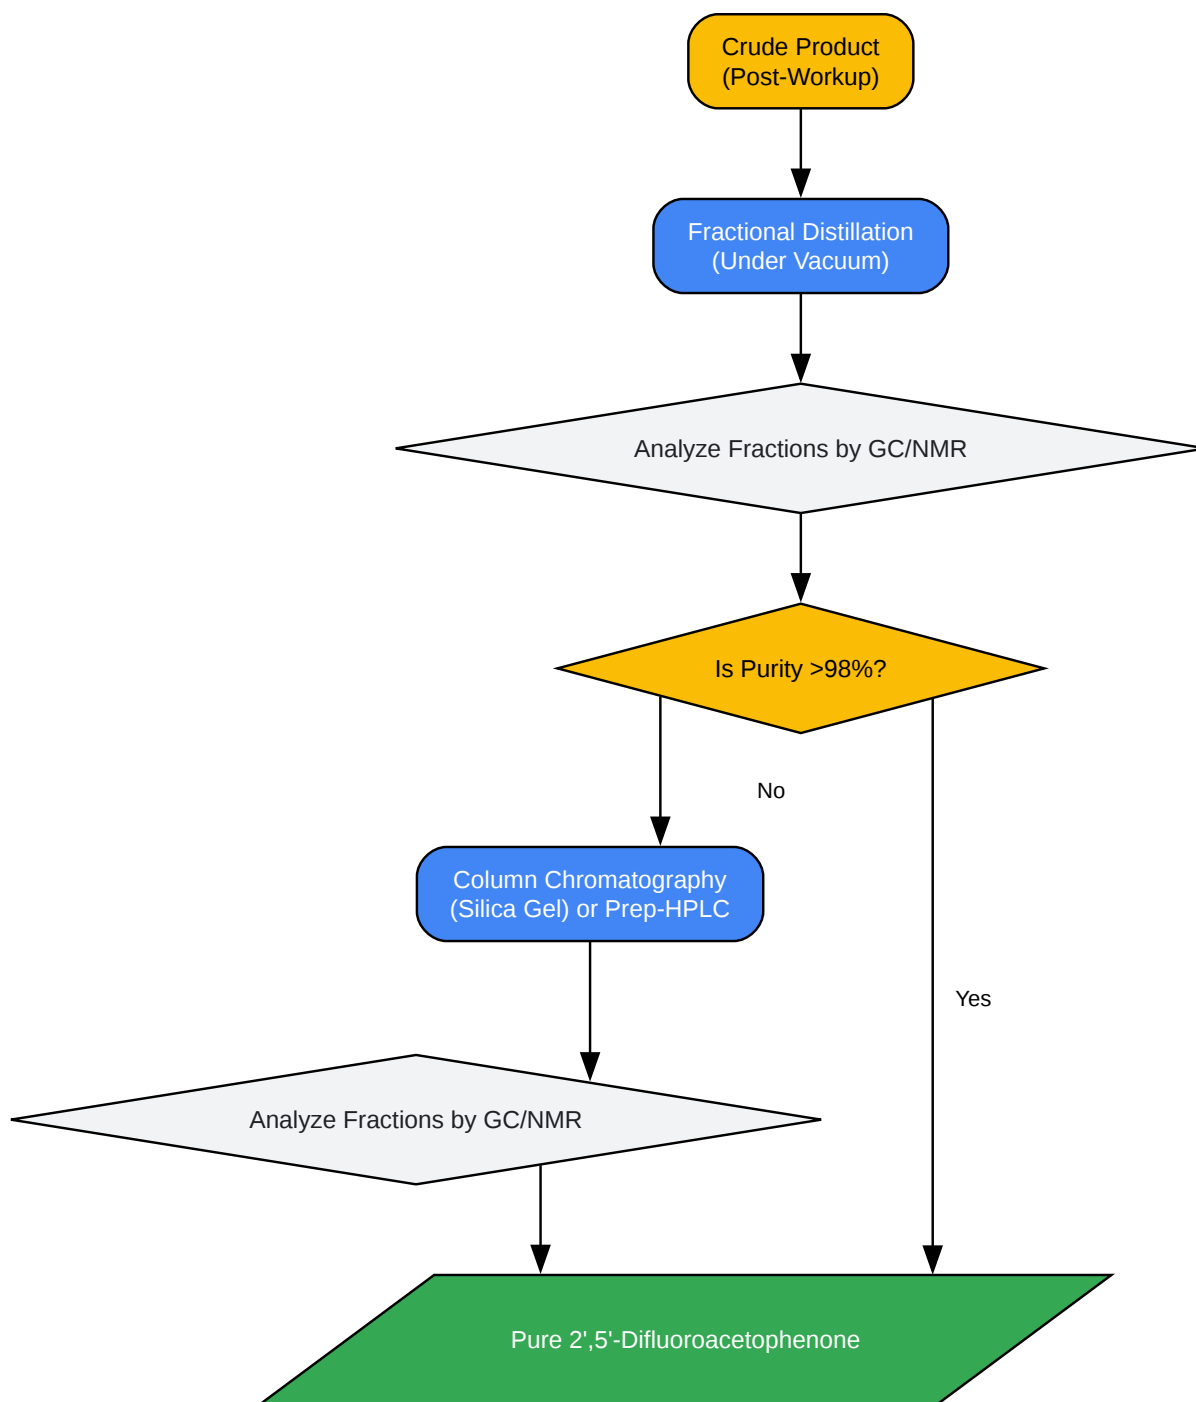 Crude Product
(Post-Workup)
Fractional Distillation
(Under Vacuum)
Analyze Fractions by GC/NMR
Is Purity >98%?
No
Column Chromatography
(Silica Gel) or Prep-HPLC
Yes
Analyze Fractions by GC/NMR
Pure 2',5'-Difluoroacetophenone